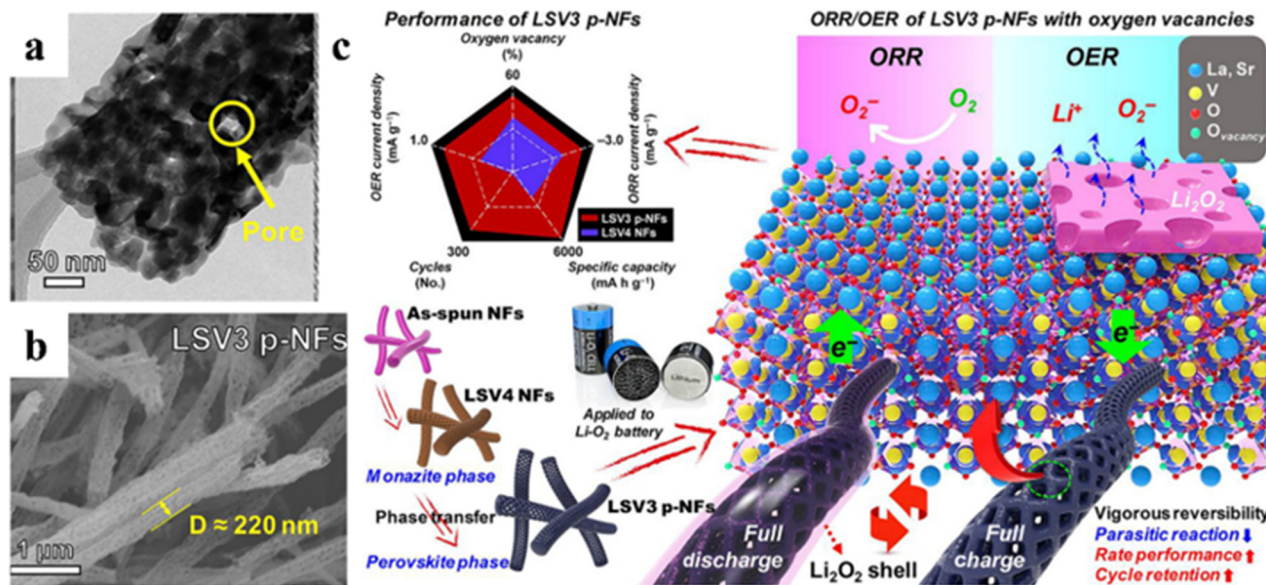 a
Pore
50 nm
b
LSV3 p-NFs
D ≈ 220 nm
1 μm
c
Performance of LSV3 p-NFs
Oxygen vacancy
(%)
60
OER current density
(mA g⁻¹)
1.0
−3.0
ORR current density
(mA g⁻¹)
LSV3 p-NFs
LSV4 NFs
300
6000
Cycles
(No.)
Specific capacity
(mA h g⁻¹)
As-spun NFs
LSV4 NFs
Monazite phase
Phase transfer
Perovskite phase
LSV3 p-NFs
Lithium
Applied to
Li-O₂ battery
ORR/OER of LSV3 p-NFs with oxygen vacancies
ORR
OER
O₂⁻
O₂
Li⁺
O₂⁻
La, Sr
V
O
Ovacancy
Li₂O₂
e⁻
e⁻
Full
discharge
Li₂O₂ shell
Full
charge
Vigorous reversibility
Parasitic reaction ⬇
Rate performance ⬆
Cycle retention ⬆